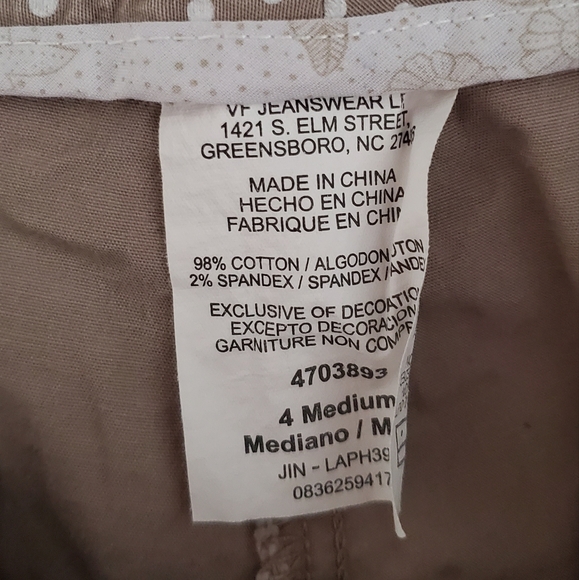 VF JEANSWEAR
1421 S. ELM STREET,
GREENSBORO, NC
MADE IN CHINA
HECHO EN CHINA
FABRIQUE EN
98% COTTON / ALGODON
2% SPANDEX / SPANDEX /
EXCLUSIVE OF
EXCEPTO
GARNITURE NON
4703893
4 Medium
Mediano /
JIN - LAPH39
0836259417